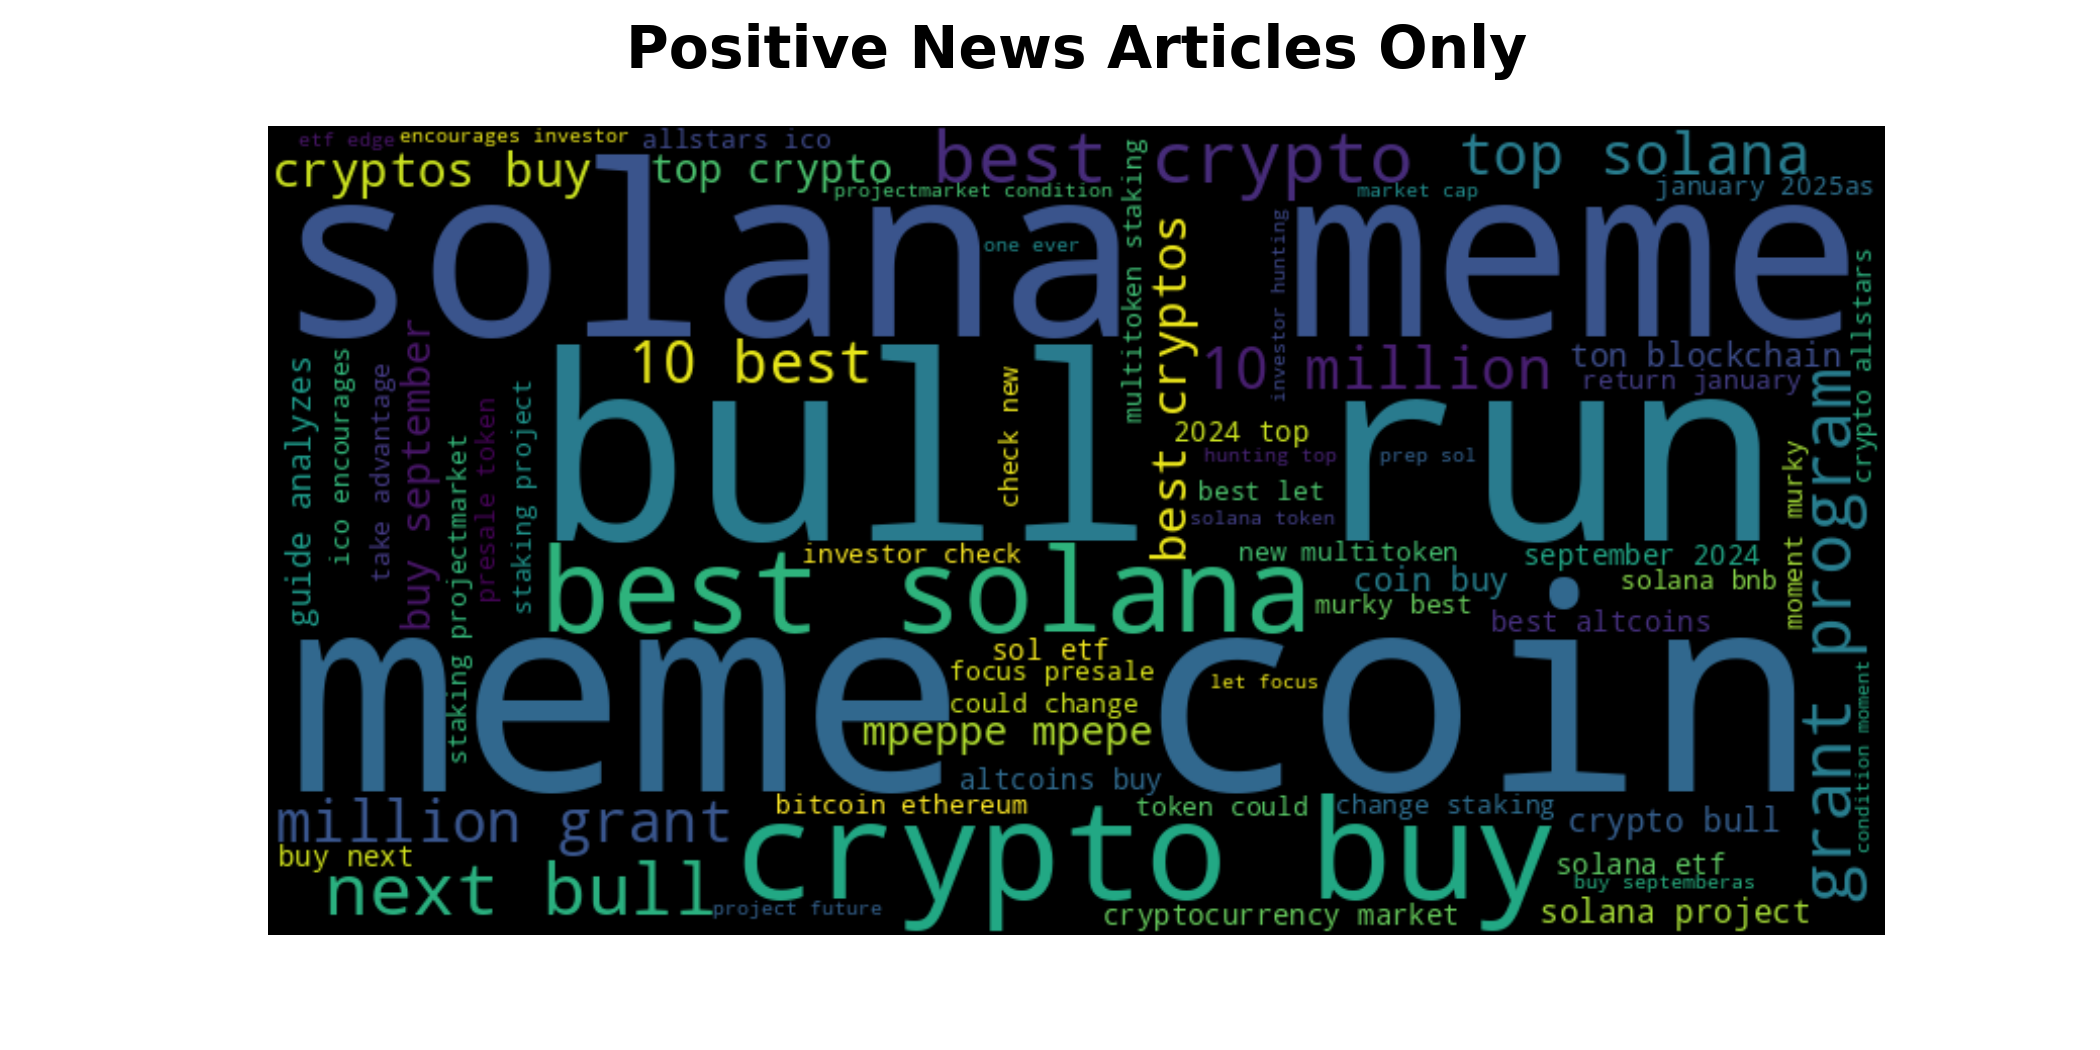 Positive News Articles Only
etf edge
encourages investor
allstars ico
best crypto
top solana
cryptos buy
top crypto
projectmarket condition
market cap
january 2025as
solana meme
one ever
multitoken staking
best cryptos
investor hunting
crypto allstars
10 best
10 million
ton blockchain
return january
bull run
guide analyzes
ico encourages
take advantage
buy september
staking projectmarket
presale token
staking project
check new
2024 top
hunting top
prep sol
best let
solana token
moment murky
grant program
investor check
new multitoken
september 2024
best solana
coin buy
solana bnb
murky best
best altcoins
meme coin
sol etf
focus presale
let focus
could change
mpeppe mpepe
altcoins buy
condition moment
million grant
bitcoin ethereum
token could
change staking
crypto bull
crypto buy
buy next
next bull
solana etf
buy septemberas
project future
cryptocurrency market
solana project